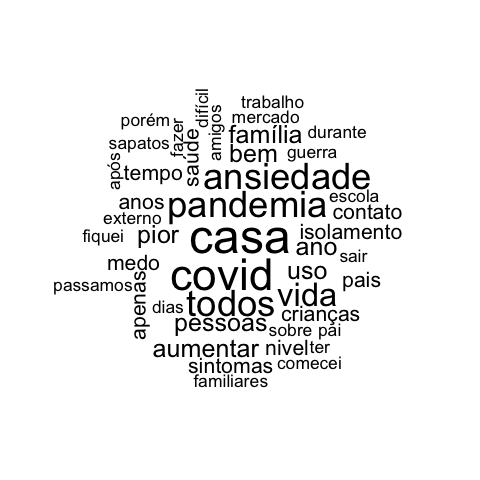 difícil
trabalho
porém
fazer
amigos
mercado
família
durante
sapatos
saúde
bem
guerra
após
tempo
ansiedade
anos
pandemia
escola
contato
externo
fiquei
pior
casa
ano
isolamento
sair
medo
covid
uso
pais
passamos
apenas
dias
todos
vida
crianças
pessoas
sobre
pai
aumentar
nível
ter
sintomas
comecei
familiares